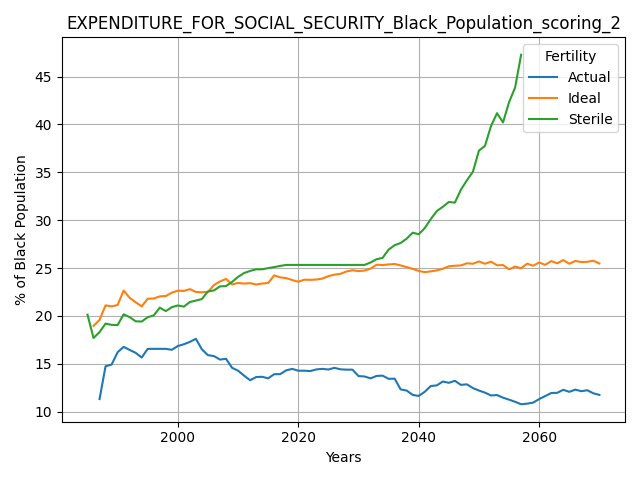 EXPENDITURE_FOR_SOCIAL_SECURITY_Black_Population_scoring_2
Fertility
Actual
Ideal
Sterile
45
40
35
30
25
20
15
10
% of Black Population
2000
2020
2040
2060
Years